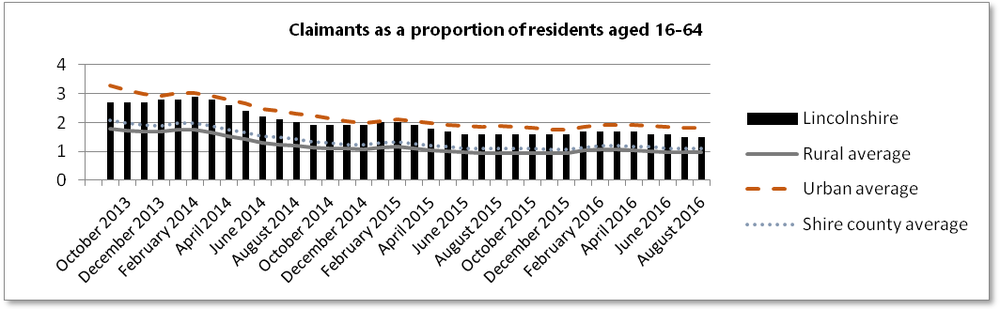 Claimants as a proportion of residents aged 16-64
4
3
2
1
0
October 2013
December 2013
February 2014
April 2014
June 2014
August 2014
October 2014
December 2014
February 2015
April 2015
June 2015
August 2015
October 2015
December 2015
February 2016
April 2016
June 2016
August 2016
Lincolnshire
Rural average
Urban average
Shire county average